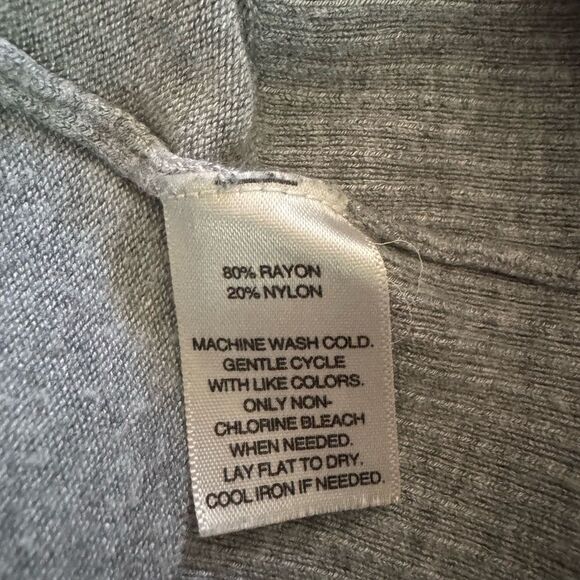 80% RAYON
20% NYLON
MACHINE WASH COLD.
GENTLE CYCLE
WITH LIKE COLORS.
ONLY NON-
CHLORINE BLEACH
WHEN NEEDED.
LAY FLAT TO DRY.
COOL IRON IF NEEDED.